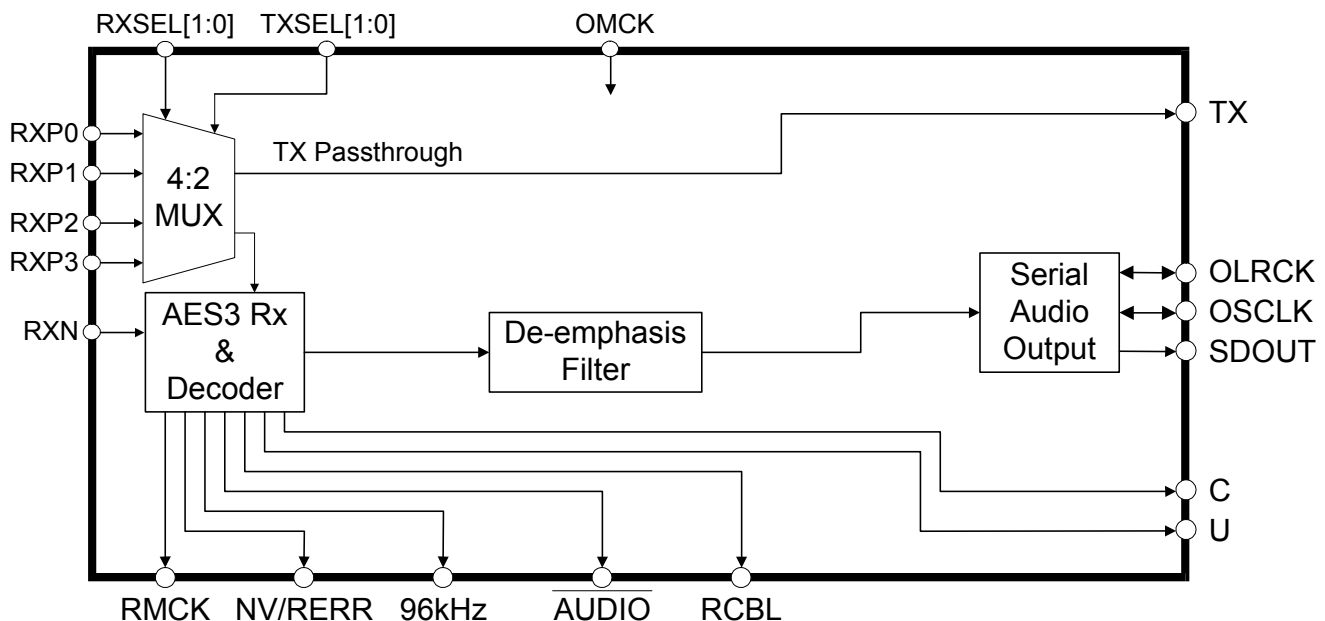 RXSEL[1:0] TXSEL[1:0] OMCK
RXP0
RXP1
RXP2
RXP3
RXN
4:2
MUX
TX Passthrough
TX
AES3 Rx
&
Decoder
De-emphasis
Filter
Serial
Audio
Output
OLRCK
OSCLK
SDOUT
C
U
RMCK NV/RERR 96kHz AUDIO RCBL